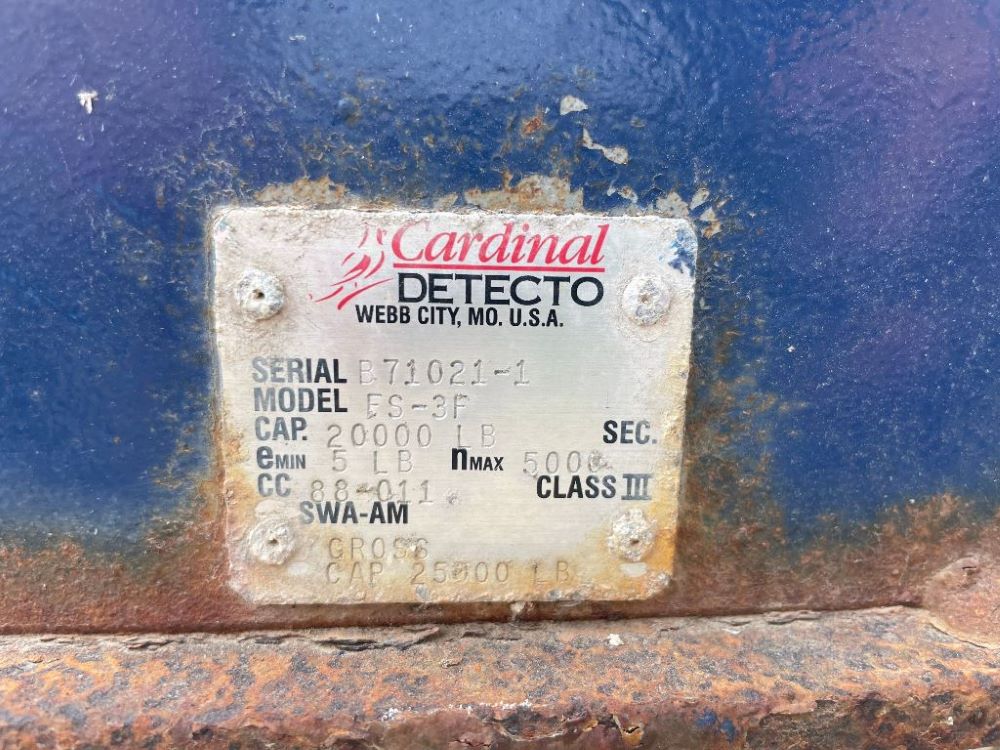 Cardinal
DETECTO
WEBB CITY, MO. U.S.A.
SERIAL B71021-1
MODEL FS-3F
CAP. 20000 LB SEC.
eMIN 5 LB nMAX 5000
CC 88-011 CLASS III
SWA-AM
GROSS
CAP 25000 LB